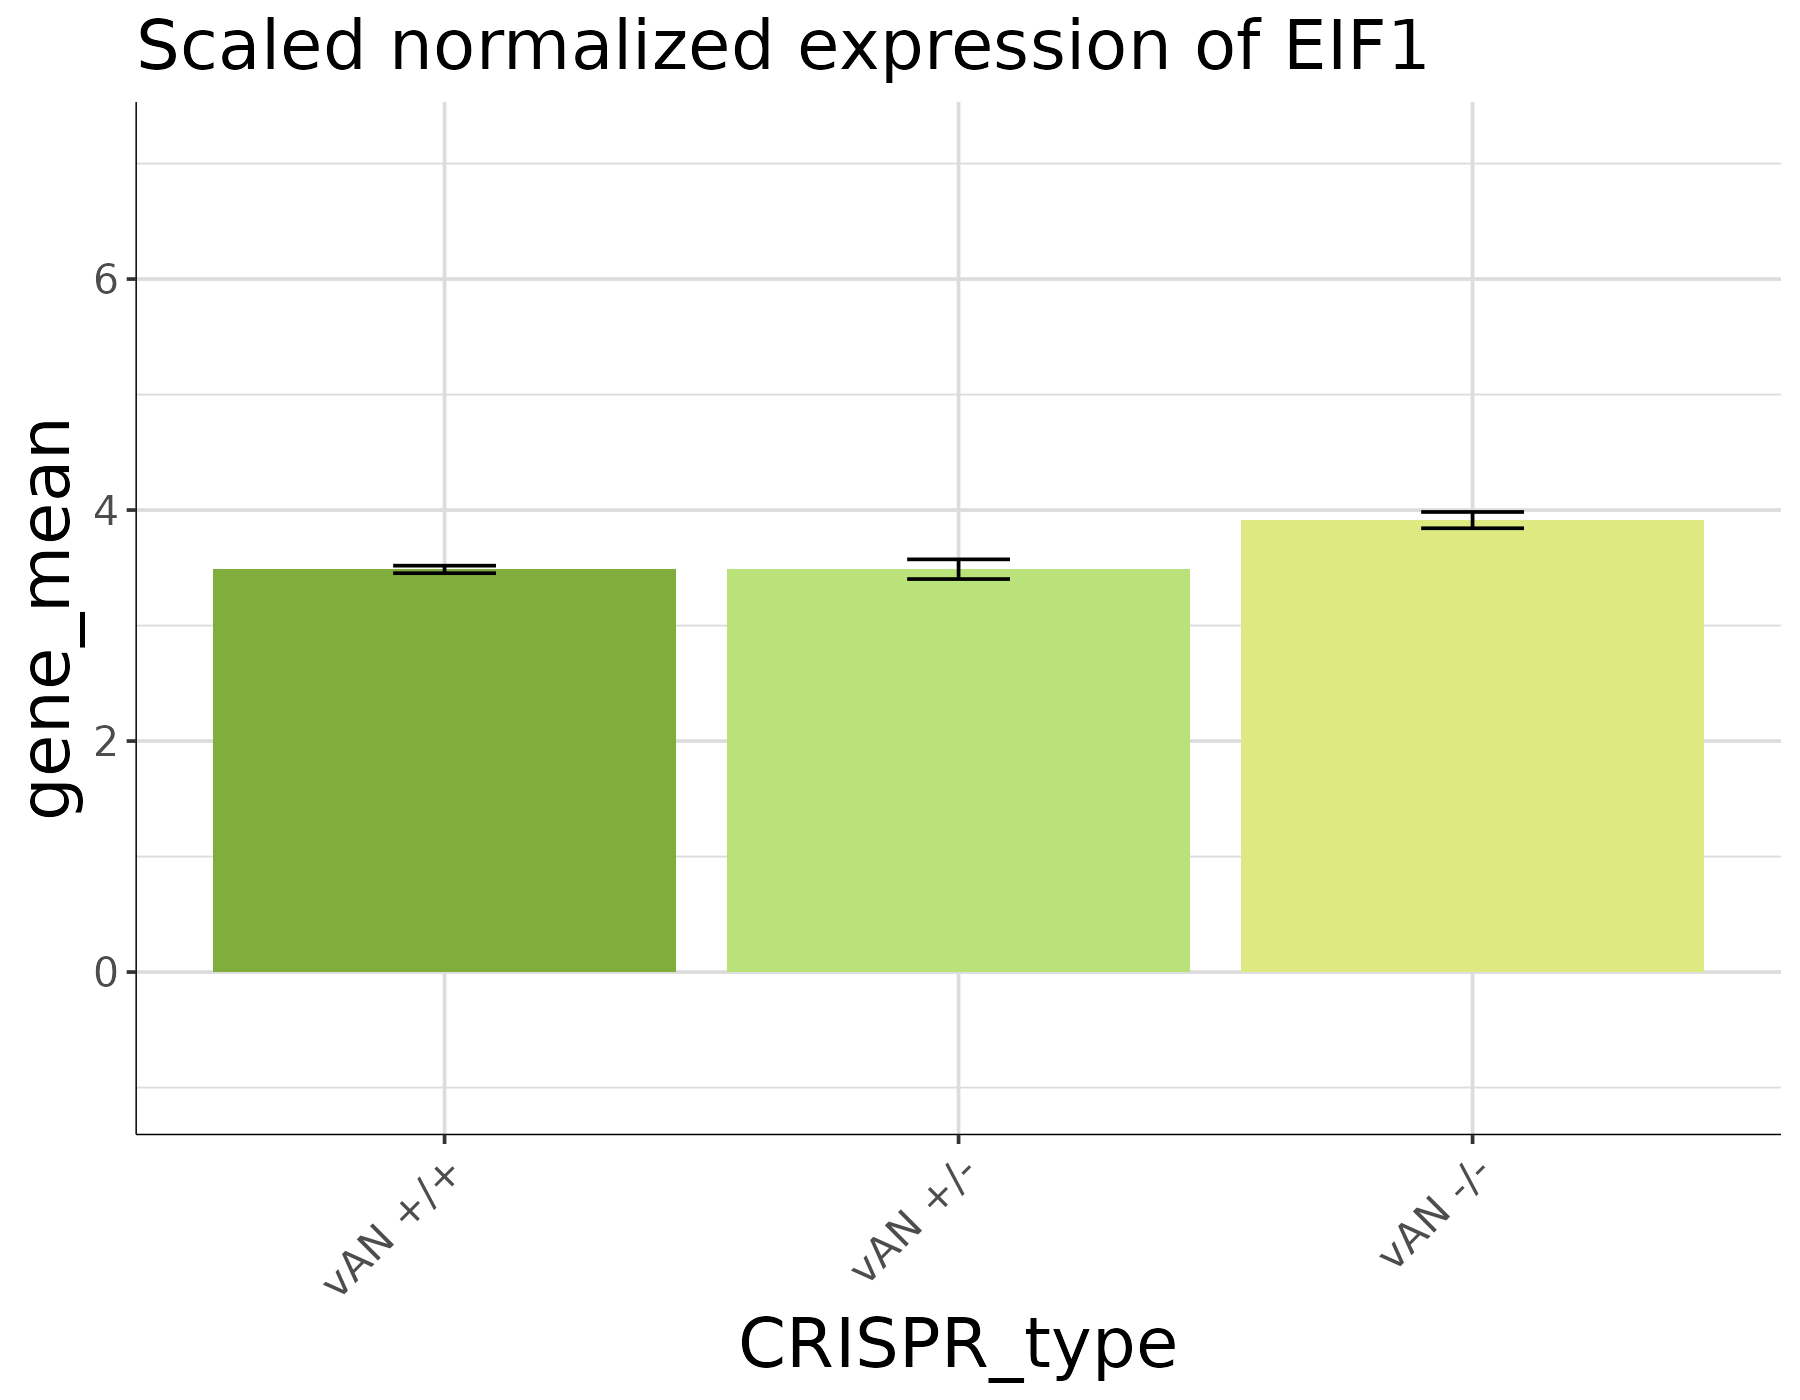 Scaled normalized expression of EIF1
gene_mean
6
4
2
0
vAN +/+
vAN +/-
vAN -/-
CRISPR_type